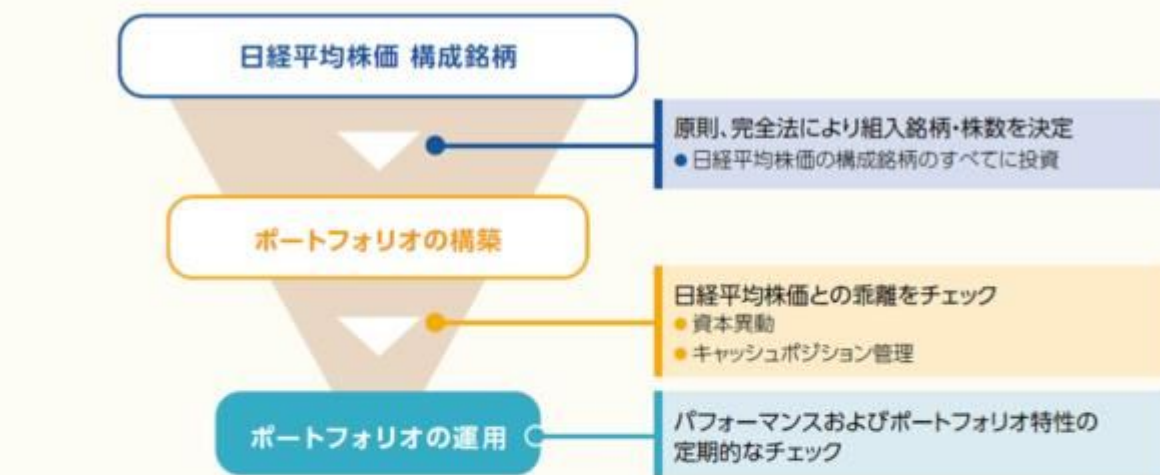 日経平均株価 構成銘柄
原則、完全法により組入銘柄・株数を決定
● 日経平均株価の構成銘柄のすべてに投資
ポートフォリオの構築
日経平均株価との乖離をチェック
● 資本異動
● キャッシュポジション管理
ポートフォリオの運用
パフォーマンスおよびポートフォリオ特性の
定期的なチェック